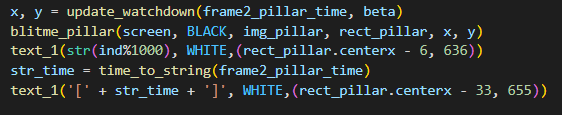 x, y = update_watchdown(frame2_pillar_time, beta)
blitme_pillar(screen, BLACK, img_pillar, rect_pillar, x, y)
text_1(str(ind%1000), WHITE,(rect_pillar.centerx - 6, 636))
str_time = time_to_string(frame2_pillar_time)
text_1('[' + str_time + ']', WHITE,(rect_pillar.centerx - 33, 655))